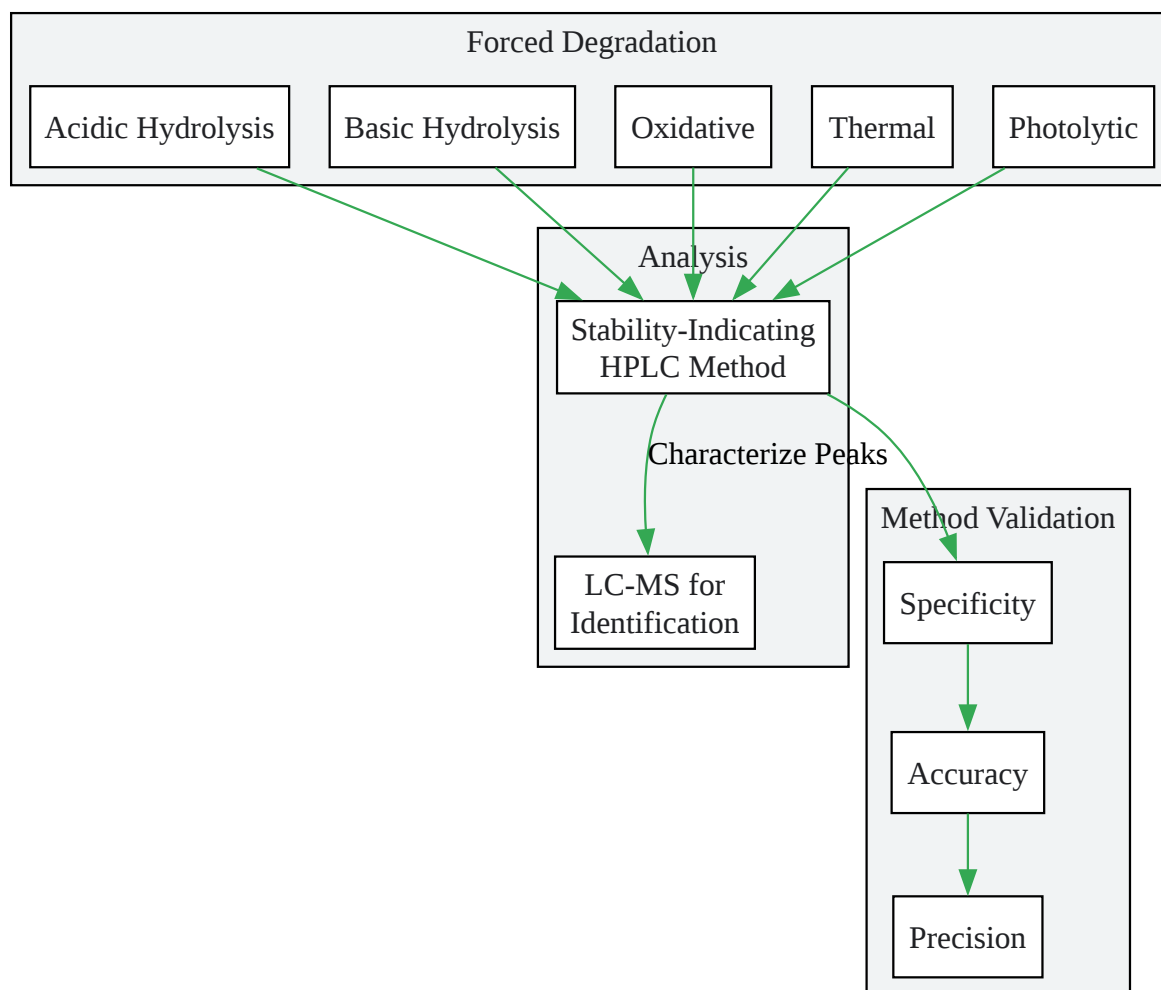 Forced Degradation
Acidic Hydrolysis
Basic Hydrolysis
Oxidative
Thermal
Photolytic
Analysis
Stability-Indicating
HPLC Method
Characterize Peaks
LC-MS for
Identification
Method Validation
Specificity
Accuracy
Precision